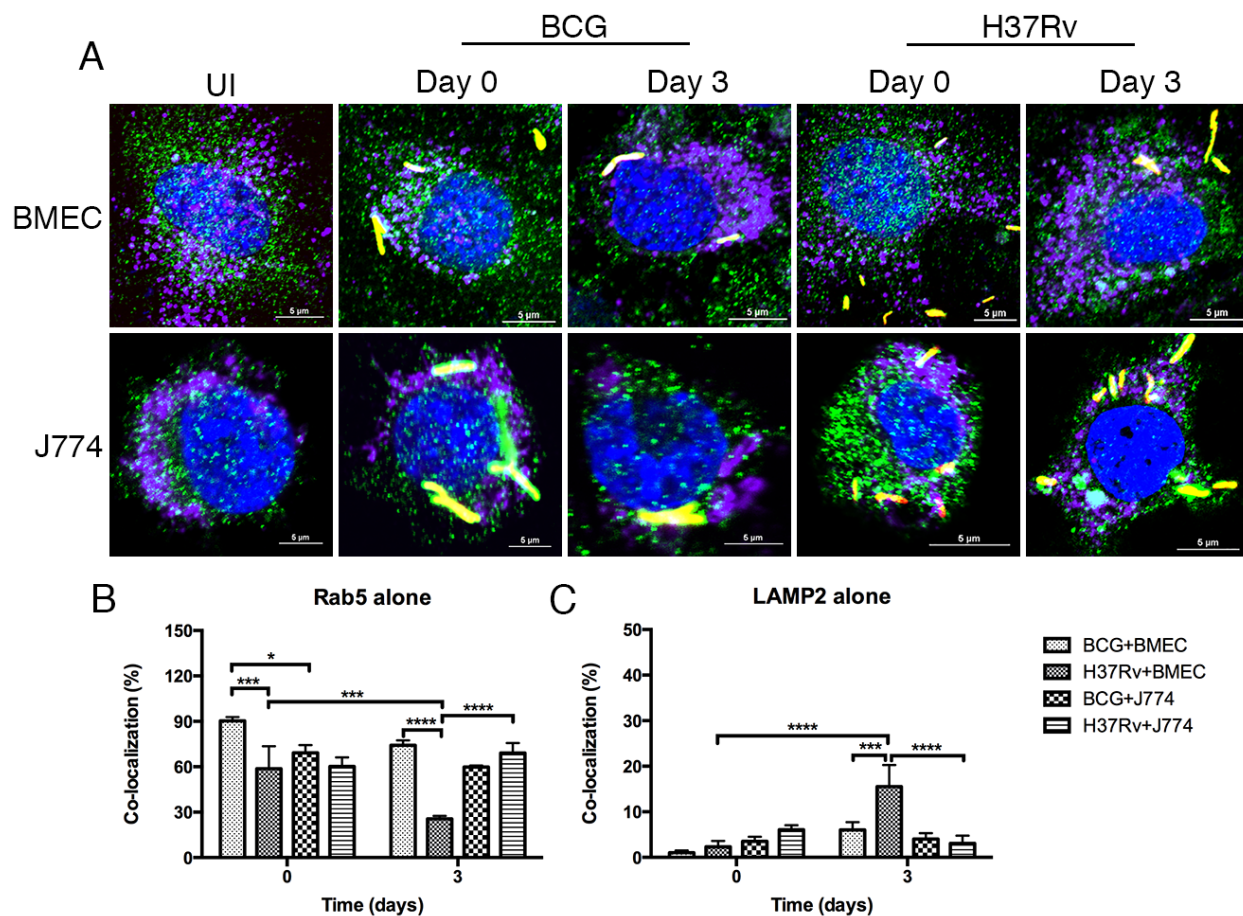 BCG
H37Rv
A
UI
Day 0
Day 3
Day 0
Day 3
BMEC
5 µm
5 µm
5 µm
5 µm
5 µm
J774
5 µm
5 µm
5 µm
5 µm
5 µm
B
Rab5 alone
Co-localization (%)
150
120
90
60
30
0
*
***
***
****
****
0
3
Time (days)
C
LAMP2 alone
Co-localization (%)
50
40
30
20
10
0
****
***
****
0
3
Time (days)
BCG+BMEC
H37Rv+BMEC
BCG+J774
H37Rv+J774